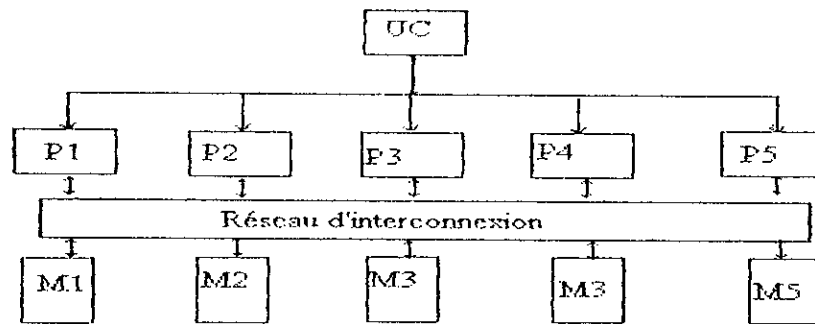 UC
P1 P2 P3 P4 P5
Réseau d'interconnexion
M1 M2 M3 M3 M5